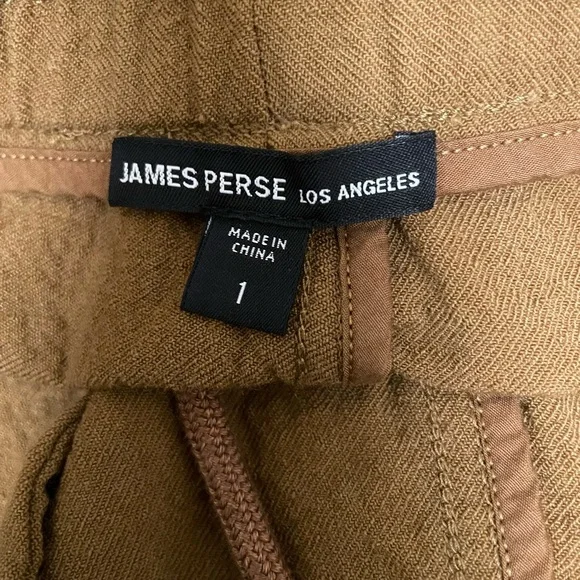 JAMES PERSE LOS ANGELES
MADE IN
CHINA
1